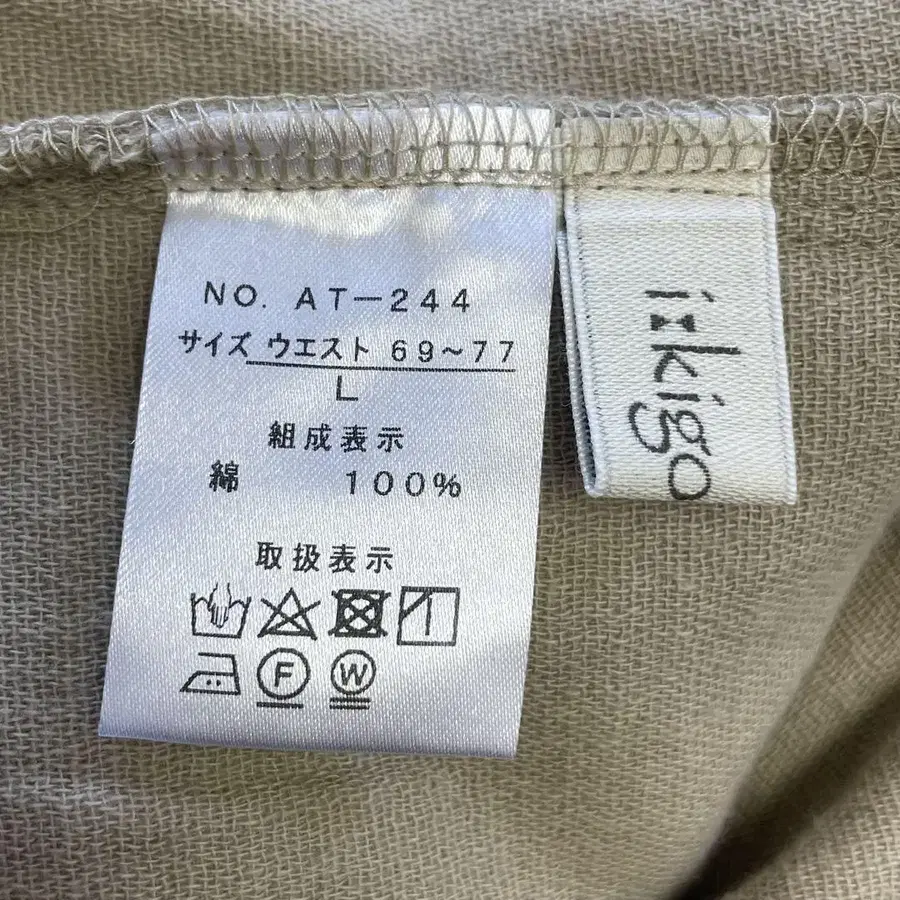 NO. AT-244
サイズ ウエスト 69~77
L
組成表示
綿 100%
取扱表示
F W
i:kigo